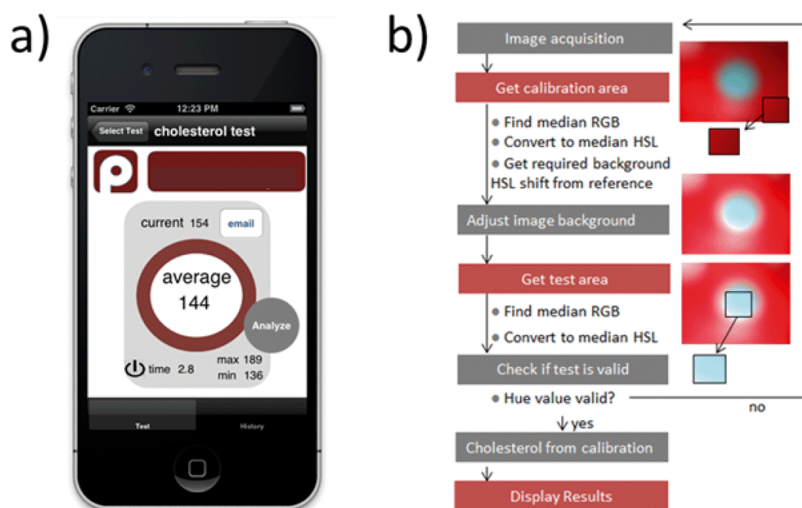 a)
Carrier 12:23 PM
Select Test cholesterol test
p
current 154 email
average
144
Analyze
time 2.8
max 189
min 136
Test History
b)
Image acquisition
Get calibration area
● Find median RGB
● Convert to median HSL
● Get required background
HSL shift from reference
Adjust image background
Get test area
● Find median RGB
● Convert to median HSL
Check if test is valid
● Hue value valid?
no
yes
Cholesterol from calibration
Display Results